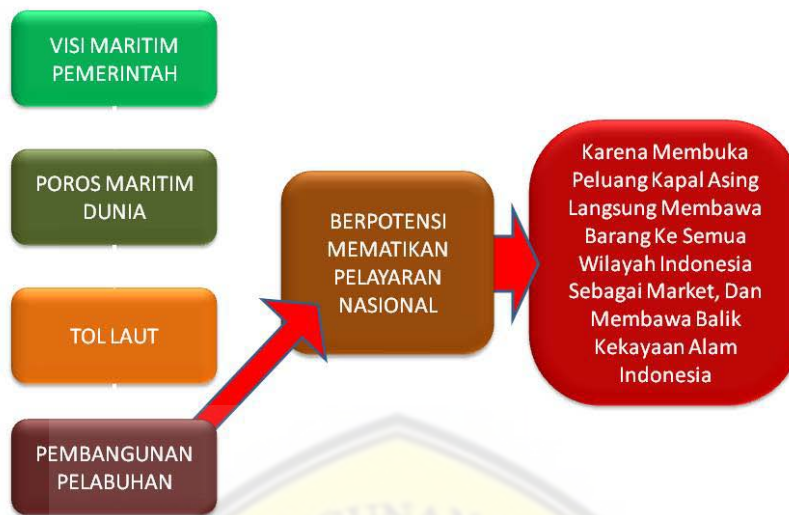 VISI MARITIM
PEMERINTAH
POROS MARITIM
DUNIA
TOL LAUT
PEMBANGUNAN
PELABUHAN
BERPOTENSI
MEMATIKAN
PELAYARAN
NASIONAL
Karena Membuka
Peluang Kapal Asing
Langsung Membawa
Barang Ke Semua
Wilayah Indonesia
Sebagai Market, Dan
Membawa Balik
Kekayaan Alam
Indonesia